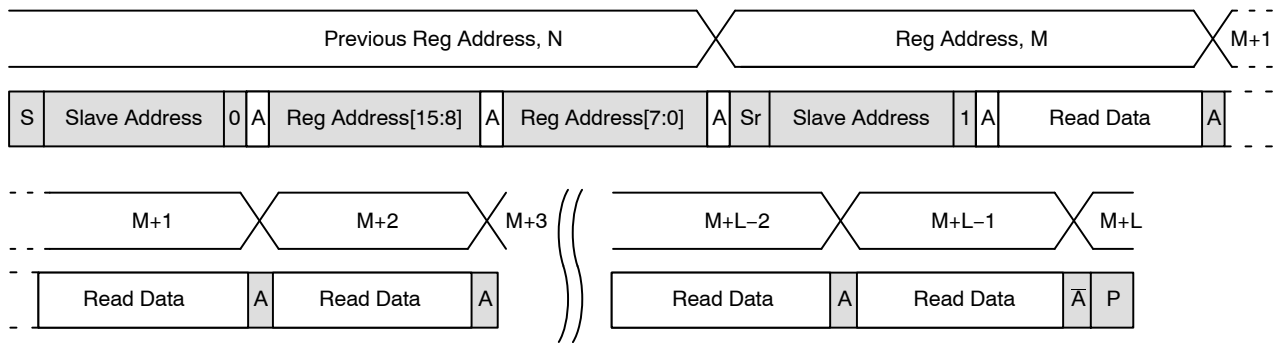 Previous Reg Address, N Reg Address, M M+1
S Slave Address 0 A Reg Address[15:8] A Reg Address[7:0] A Sr Slave Address 1 A Read Data A
M+1 M+2 M+3 M+L−2 M+L−1 M+L
Read Data A Read Data A Read Data A Read Data A̅ P